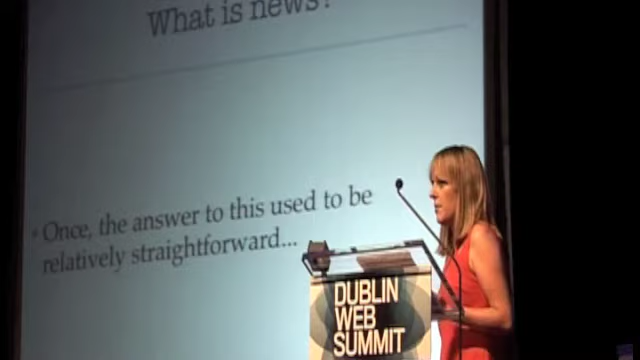 What is news?
Once, the answer to this used to be
relatively straightforward...
DUBLIN
WEB
SUMMIT